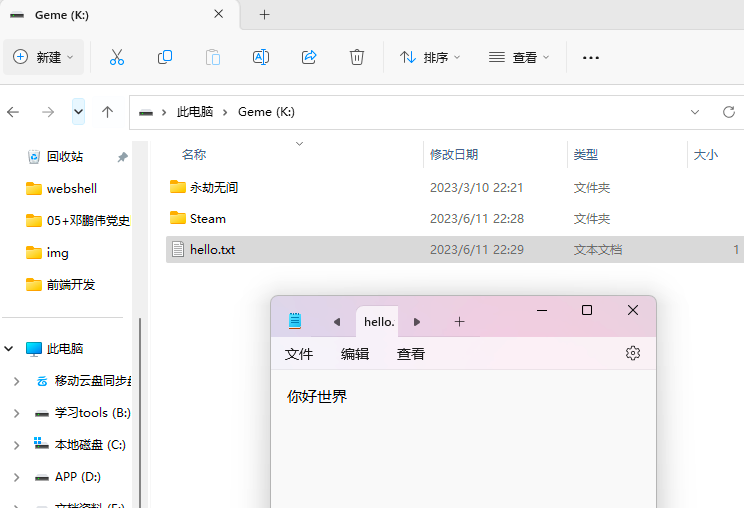 Geme (K:)
新建
排序
查看
此电脑
Geme (K:)
名称
修改日期
类型
大小
回收站
webshell
05+邓鹏伟党史
img
前端开发
此电脑
移动云盘同步盘
学习tools (B:)
本地磁盘 (C:)
APP (D:)
文档资料 (E:)
永劫无间
2023/3/10 22:21
文件夹
Steam
2023/6/11 22:28
文件夹
hello.txt
2023/6/11 22:29
文本文档
1
hello.
文件
编辑
查看
你好世界